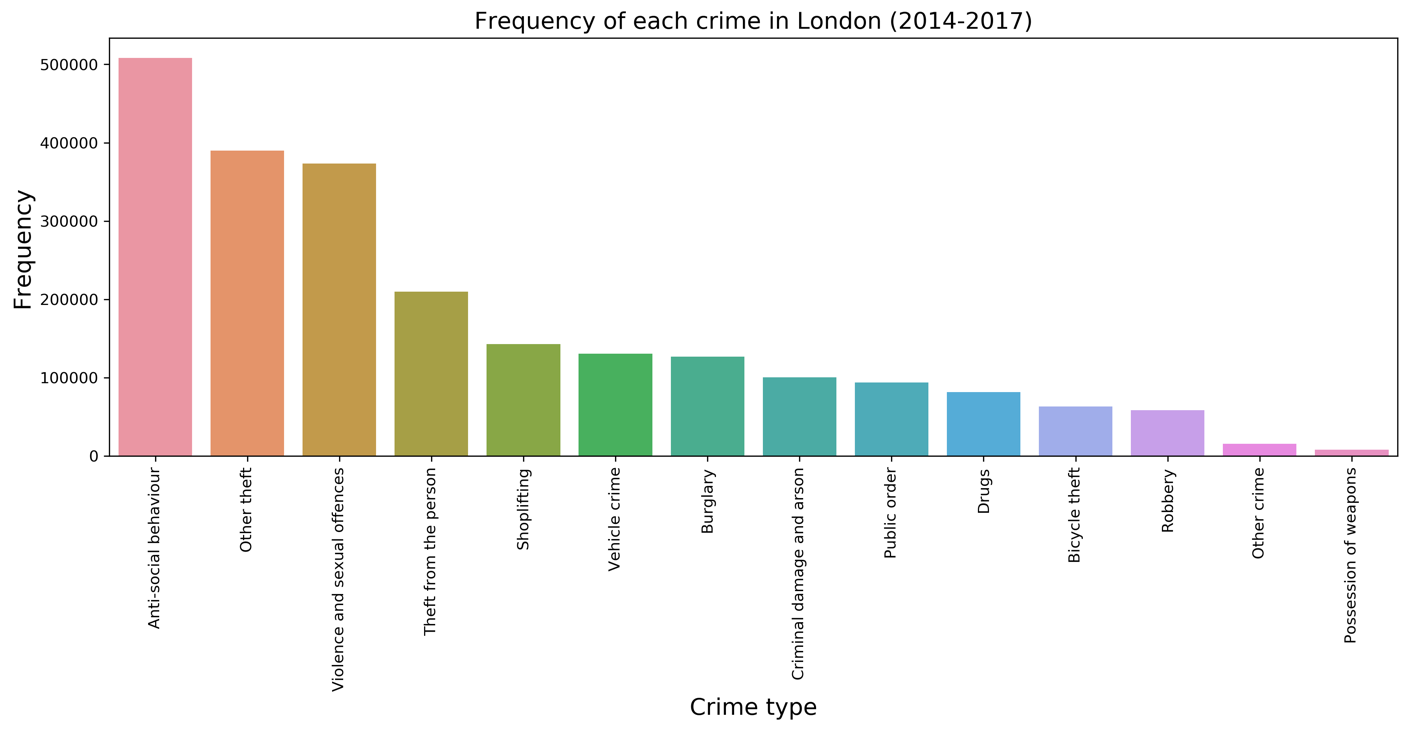 Frequency of each crime in London (2014-2017)
500000
400000
300000
200000
100000
0
Frequency
Anti-social behaviour
Other theft
Violence and sexual offences
Theft from the person
Shoplifting
Vehicle crime
Burglary
Criminal damage and arson
Public order
Drugs
Bicycle theft
Robbery
Other crime
Possession of weapons
Crime type